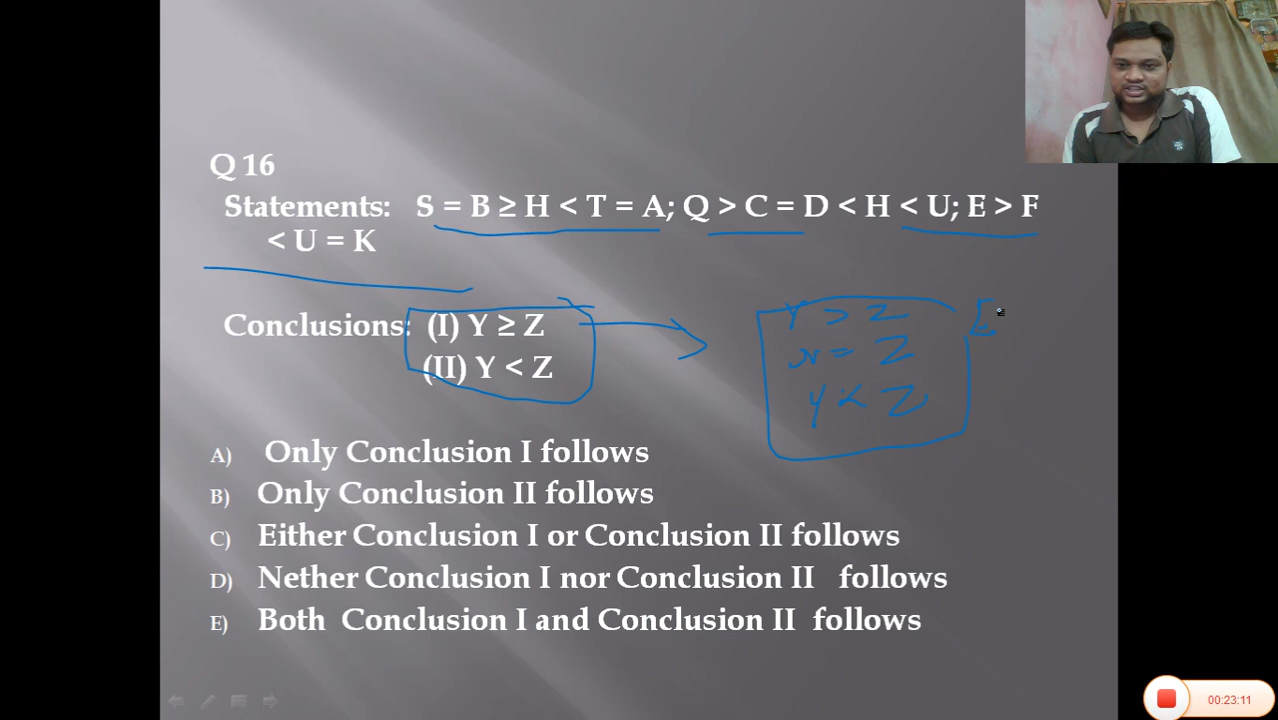 Q 16
Statements: S = B ≥ H < T = A; Q > C = D < H < U; E > F
< U = K
Conclusions: (I) Y ≥ Z
(II) Y < Z
Y > Z
= Z
Y < Z
E
A) Only Conclusion I follows
B) Only Conclusion II follows
C) Either Conclusion I or Conclusion II follows
D) Nether Conclusion I nor Conclusion II follows
E) Both Conclusion I and Conclusion II follows
00:23:11